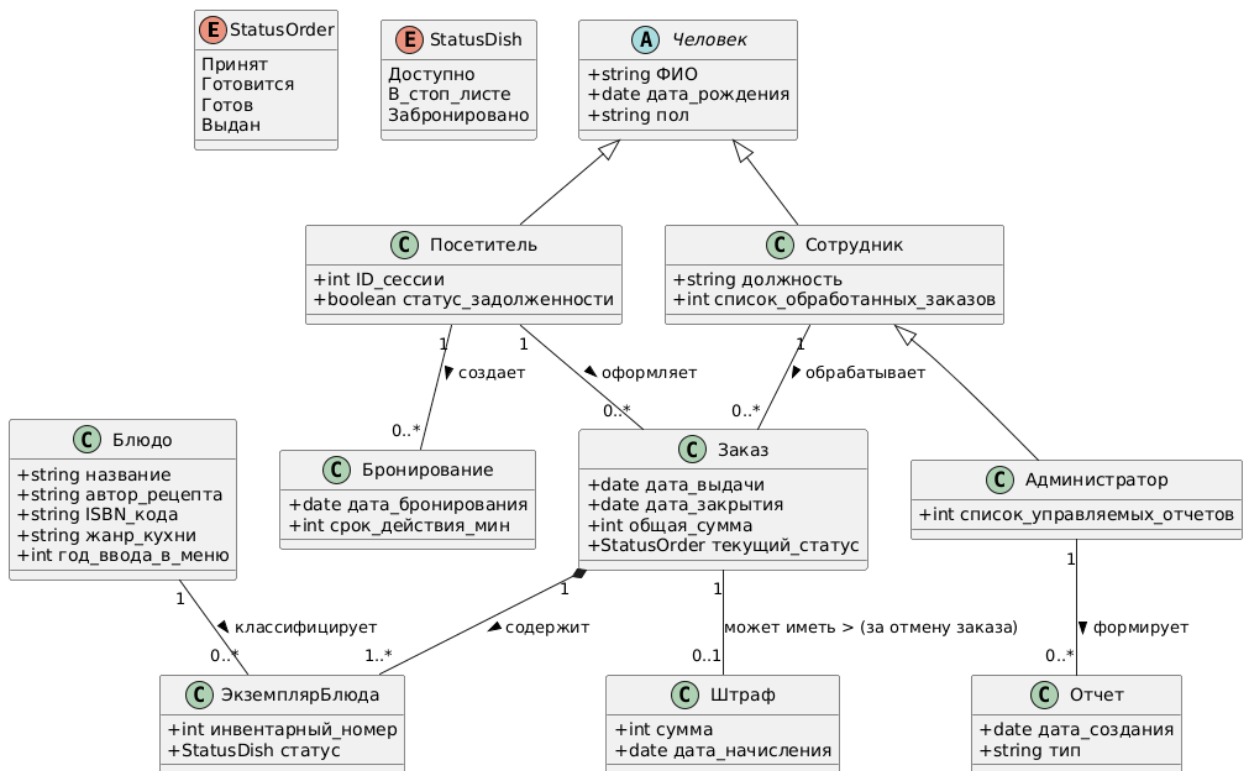 E StatusOrder
Принят
Готовится
Готов
Выдан
E StatusDish
Доступно
В_стоп_листе
Забронировано
A Человек
+string ФИО
+date дата_рождения
+string пол
C Посетитель
+int ID_сессии
+boolean статус_задолженности
C Сотрудник
+string должность
+int список_обработанных_заказов
1
создает
0..*
1
оформляет
0..*
1
обрабатывает
0..*
C Блюдо
+string название
+string автор_рецепта
+string ISBN_кода
+string жанр_кухни
+int год_ввода_в_меню
C Бронирование
+date дата_бронирования
+int срок_действия_мин
C Заказ
+date дата_выдачи
+date дата_закрытия
+int общая_сумма
+StatusOrder текущий_статус
C Администратор
+int список_управляемых_отчетов
1
классифицирует
0..*
1
содержит
1..*
1
может иметь > (за отмену заказа)
0..1
1
формирует
0..*
C ЭкземплярБлюда
+int инвентарный_номер
+StatusDish статус
C Штраф
+int сумма
+date дата_начисления
C Отчет
+date дата_создания
+string тип